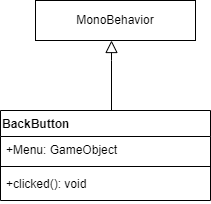 MonoBehavior
BackButton
+Menu: GameObject
+clicked(): void